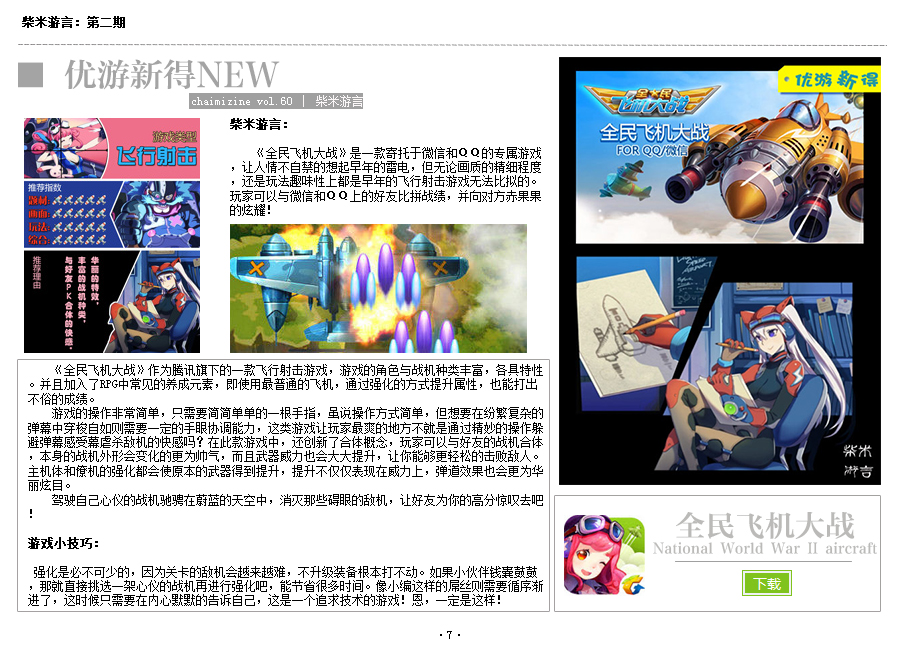 柴米游言：第二期
优游新得NEW
chaimizine vol.60 | 柴米游言
游戏类型
飞行射击
推荐指数
题材：
画面：
玩法：
综合：
推荐理由
华丽的特效，
丰富的战机种类，
与好友PK合体的快感。
柴米游言：
《全民飞机大战》是一款寄托于微信和QQ的专属游戏
，让人情不自禁的想起早年的雷电，但无论画质的精细程度
，还是玩法趣味性上都是早年的飞行射击游戏无法比拟的。
玩家可以与微信和QQ上的好友比拼战绩，并向对方赤果果
的炫耀！
《全民飞机大战》作为腾讯旗下的一款飞行射击游戏，游戏的角色与战机种类丰富，各具特性
。并且加入了RPG中常见的养成元素，即使用最普通的飞机，通过强化的方式提升属性，也能打出
不俗的成绩。
游戏的操作非常简单，只需要简简单单的一根手指，虽说操作方式简单，但想要在纷繁复杂的
弹幕中穿梭自如则需要一定的手眼协调能力，这类游戏让玩家最爽的地方不就是通过精妙的操作躲
避弹幕感受幕虐杀敌机的快感吗？在此款游戏中，还创新了合体概念，玩家可以与好友的战机合体
，本身的战机外形会变化的更为帅气，而且武器威力也会大大提升，让你能够更轻松的击败敌人。
主机体和僚机的强化都会使原本的武器得到提升，提升不仅仅表现在威力上，弹道效果也会更为华
丽炫目。
驾驶自己心仪的战机驰骋在蔚蓝的天空中，消灭那些碍眼的敌机，让好友为你的高分惊叹去吧
！
游戏小技巧：
强化是必不可少的，因为关卡的敌机会越来越难，不升级装备根本打不动。如果小伙伴钱囊鼓鼓
，那就直接挑选一架心仪的战机再进行强化吧，能节省很多时间。像小编这样的屌丝则需要循序渐
进了，这时候只需要在内心默默的告诉自己，这是一个追求技术的游戏！恩，一定是这样！
优游新得
全民
飞机大战
全民飞机大战
FOR QQ/微信
柴米
游言
全民飞机大战
National World War II aircraft
下载
·7·